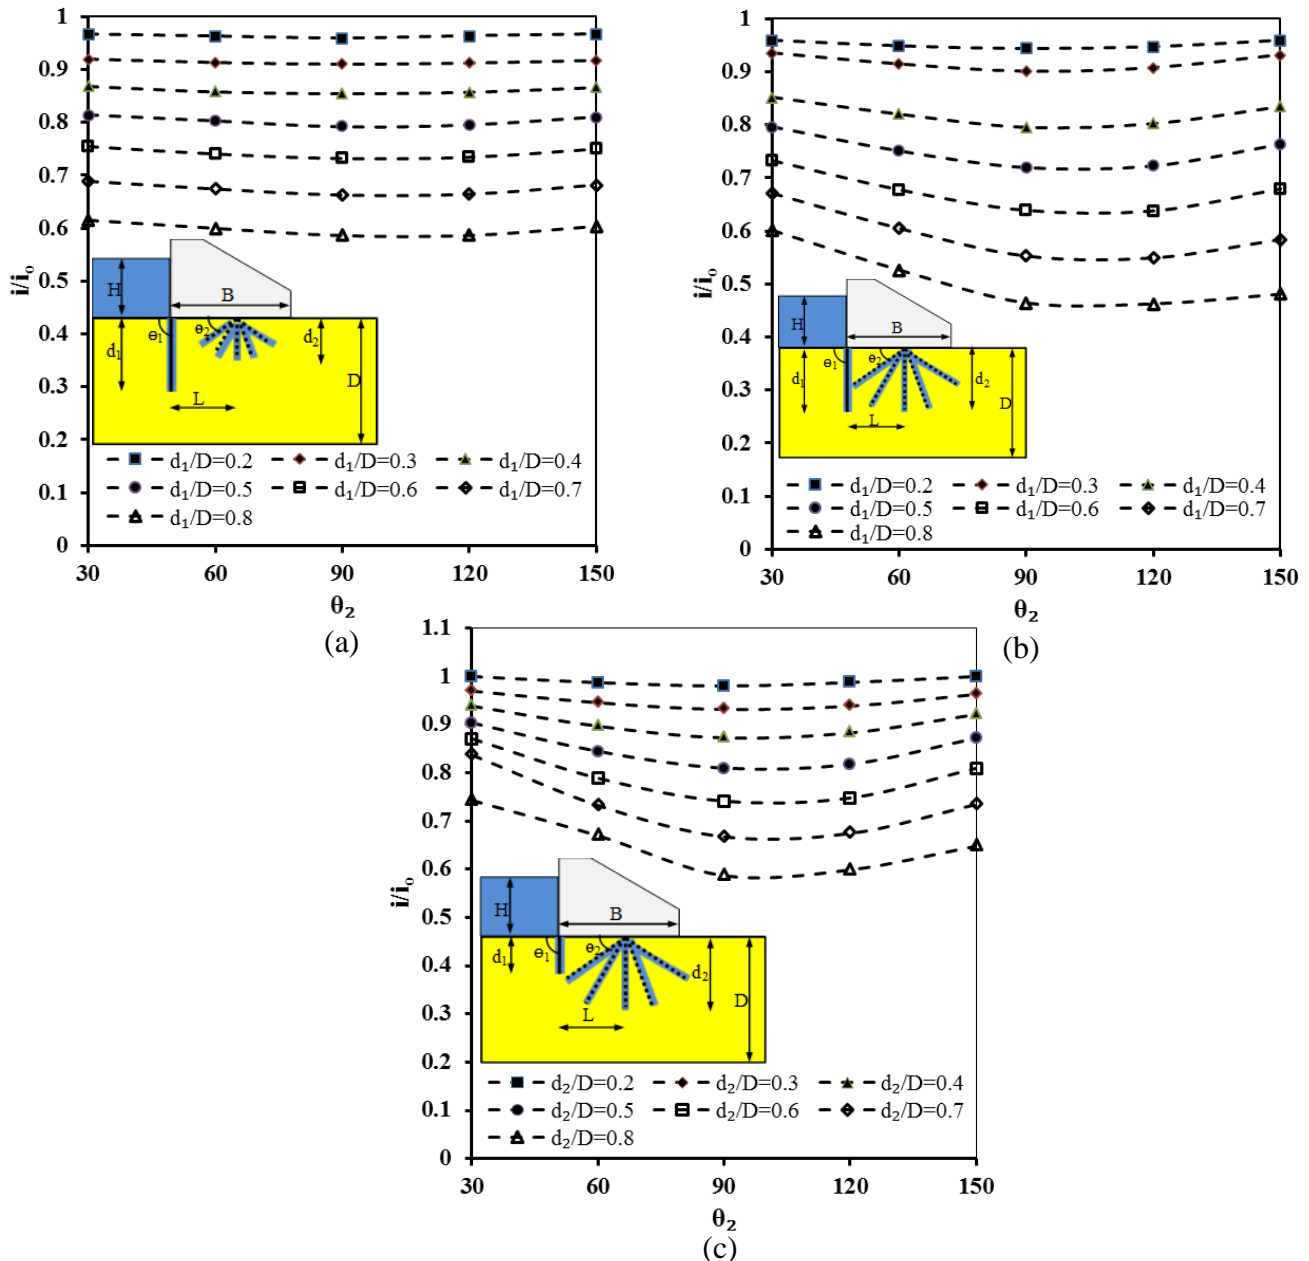 1
0.9
0.8
0.7
0.6
0.5
0.4
0.3
0.2
0.1
0
i/iₒ
H
B
θ₁
θ₂
d₁
d₂
L
D
d₁/D=0.2 d₁/D=0.3 d₁/D=0.4
d₁/D=0.5 d₁/D=0.6 d₁/D=0.7
d₁/D=0.8
30 60 90 120 150
θ₂
(a)
1
0.9
0.8
0.7
0.6
0.5
0.4
0.3
0.2
0.1
0
i/iₒ
H
B
θ₁
θ₂
d₁
d₂
L
D
d₁/D=0.2 d₁/D=0.3 d₁/D=0.4
d₁/D=0.5 d₁/D=0.6 d₁/D=0.7
d₁/D=0.8
30 60 90 120 150
θ₂
(b)
1.1
1
0.9
0.8
0.7
0.6
0.5
0.4
0.3
0.2
0.1
0
i/iₒ
H
B
θ₁
θ₂
d₁
d₂
L
D
d₂/D=0.2 d₂/D=0.3 d₂/D=0.4
d₂/D=0.5 d₂/D=0.6 d₂/D=0.7
d₂/D=0.8
30 60 90 120 150
θ₂
(c)